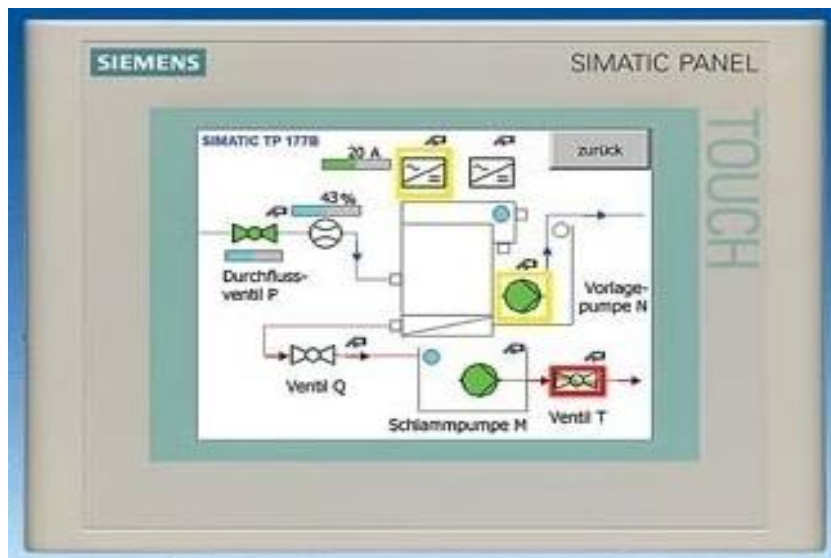 SIEMENS
SIMATIC PANEL
TOUCH
SIMATIC TP 177B
20 A
zurück
43%
Durchfluss-
ventil P
Vorlage-
pumpe N
Ventil Q
Schlammpumpe M
Ventil T